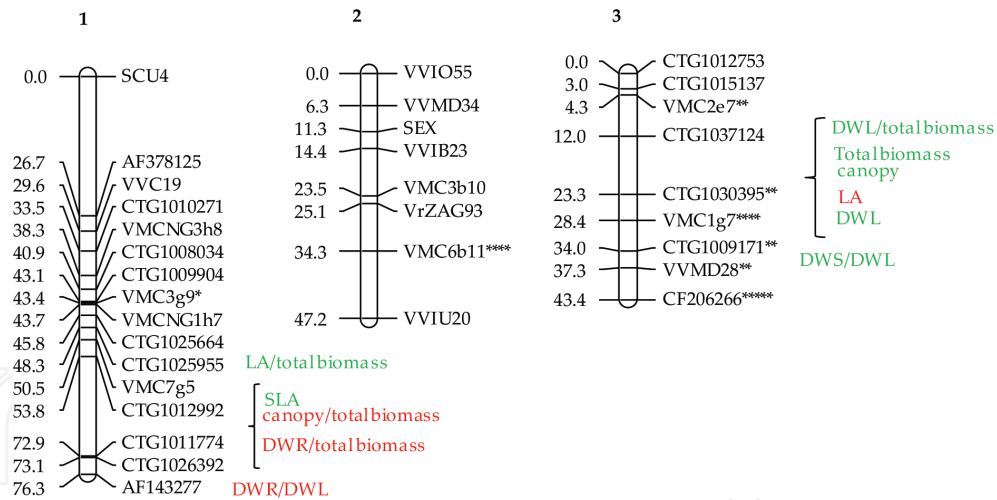 1
0.0 SCU4
26.7 AF378125
29.6 VVC19
33.5 CTG1010271
38.3 VMCNG3h8
40.9 CTG1008034
43.1 CTG1009904
43.4 VMC3g9*
43.7 VMCNG1h7
45.8 CTG1025664
48.3 CTG1025955
50.5 VMC7g5
53.8 CTG1012992
72.9 CTG1011774
73.1 CTG1026392
76.3 AF143277
LA/totalbiomass
SLA
canopy/totalbiomass
DWR/totalbiomass
DWR/DWL
2
0.0 VVIO55
6.3 VVMD34
11.3 SEX
14.4 VVIB23
23.5 VMC3b10
25.1 VrZAG93
34.3 VMC6b11****
47.2 VVIU20
3
0.0 CTG1012753
3.0 CTG1015137
4.3 VMC2e7**
12.0 CTG1037124
23.3 CTG1030395**
28.4 VMC1g7****
34.0 CTG1009171**
37.3 VVMD28**
43.4 CF206266*****
DWL/totalbiomass
Totalbiomass
canopy
LA
DWL
DWS/DWL